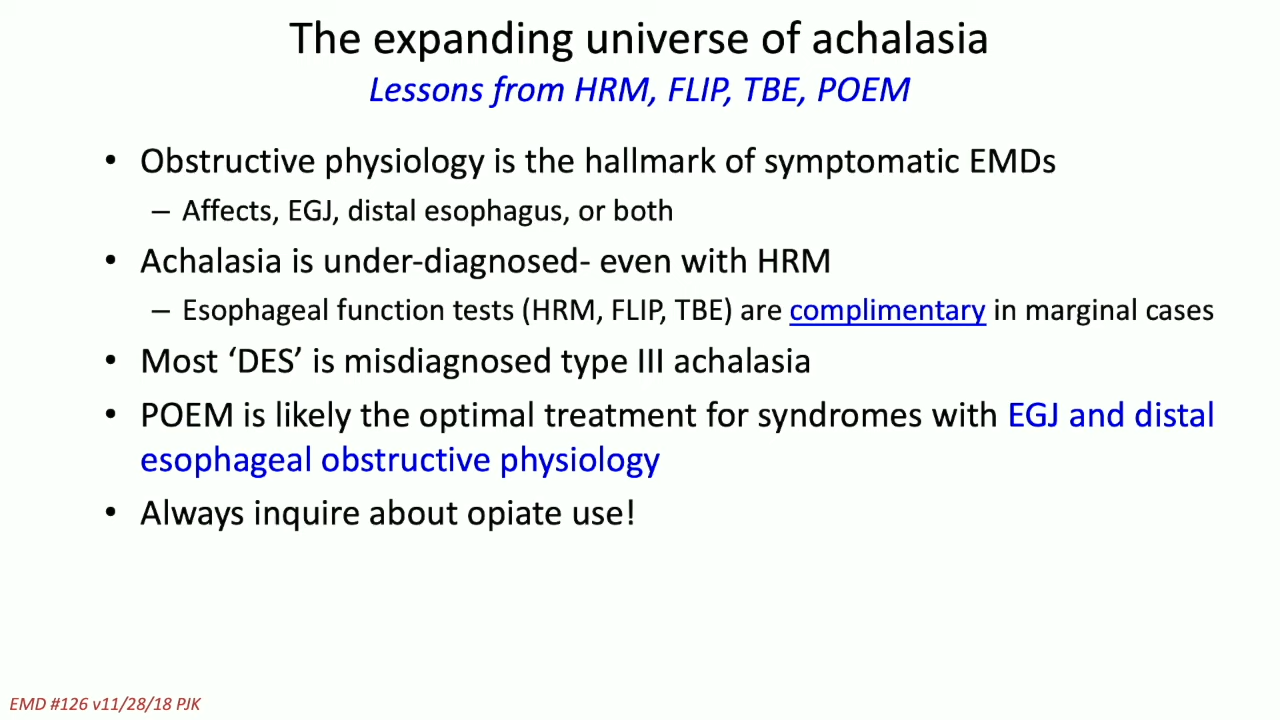 The expanding universe of achalasia
Lessons from HRM, FLIP, TBE, POEM
• Obstructive physiology is the hallmark of symptomatic EMDs
– Affects, EGJ, distal esophagus, or both
• Achalasia is under-diagnosed- even with HRM
– Esophageal function tests (HRM, FLIP, TBE) are complimentary in marginal cases
• Most ‘DES’ is misdiagnosed type III achalasia
• POEM is likely the optimal treatment for syndromes with EGJ and distal
esophageal obstructive physiology
• Always inquire about opiate use!
EMD #126 v11/28/18 PJK